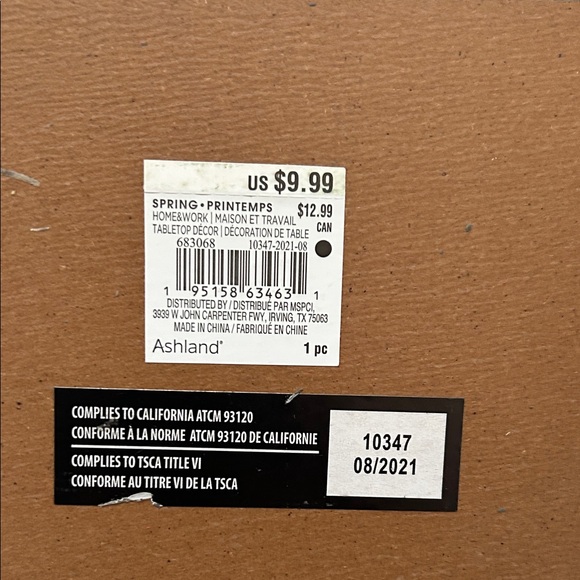 US $9.99
SPRING•PRINTEMPS $12.99
HOME&WORK | MAISON ET TRAVAIL CAN
TABLETOP DÉCOR | DÉCORATION DE TABLE
683068 10347-2021-08
1 95158 63463 1
DISTRIBUTED BY / DISTRIBUÉ PAR MSPCI,
3939 W JOHN CARPENTER FWY, IRVING, TX 75063
MADE IN CHINA / FABRIQUÉ EN CHINE
Ashland® 1 pc
COMPLIES TO CALIFORNIA ATCM 93120
CONFORME À LA NORME ATCM 93120 DE CALIFORNIE
COMPLIES TO TSCA TITLE VI
CONFORME AU TITRE VI DE LA TSCA
10347
08/2021